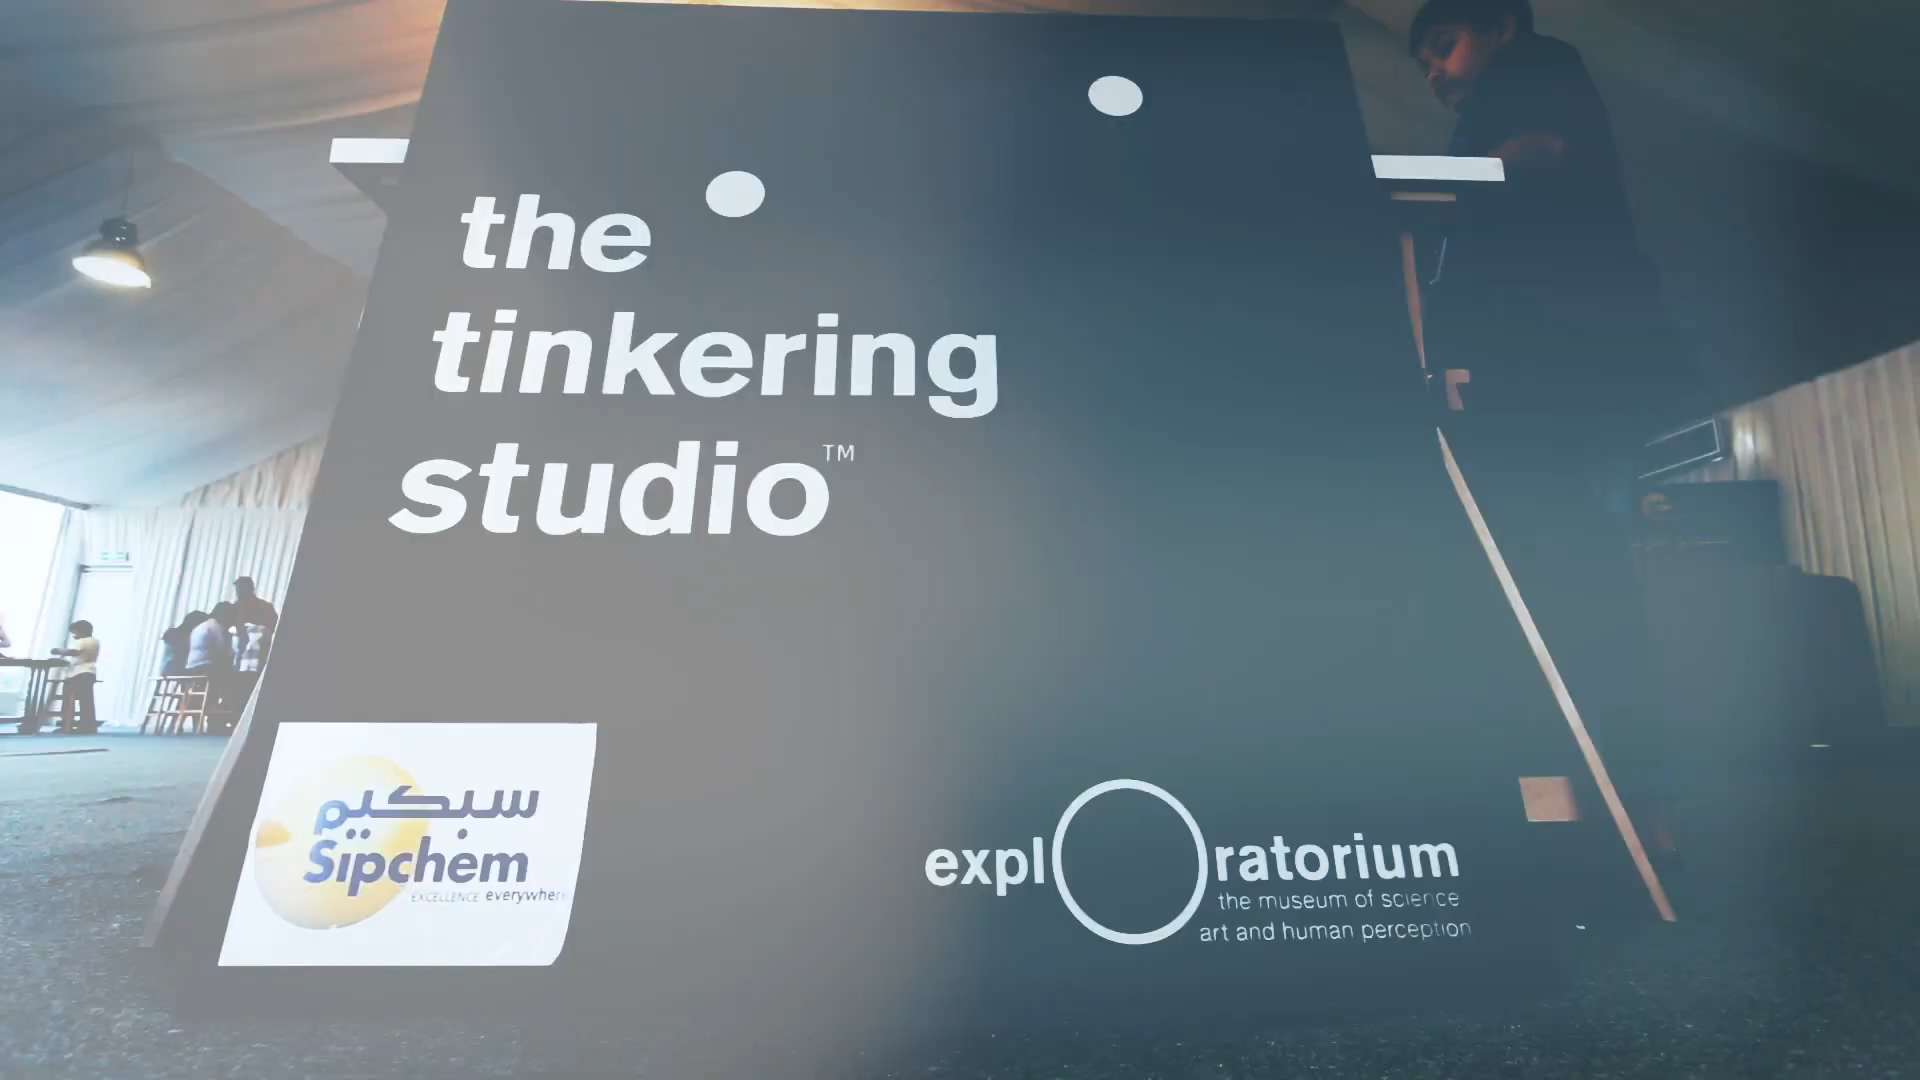 the
tinkering
studio™
سبكيم
Sipchem
EXCELLENCE everywhere
explOratorium
the museum of science
art and human perception